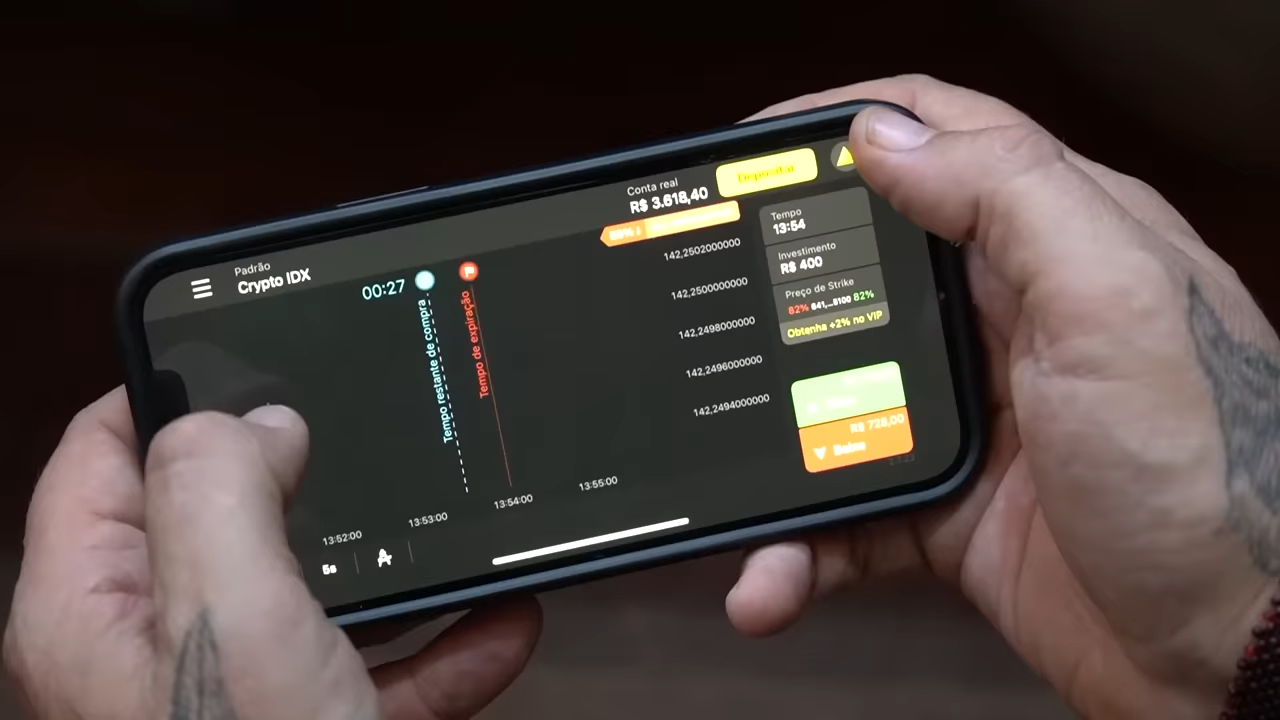 Padrão
Crypto IDX
00:27
Tempo restante de compra
Tempo de expiração
Conta real
R$ 3.618,40
Depositar
142,2502000000
142,2500000000
142,2498000000
142,2496000000
142,2494000000
Tempo
13:54
Investimento
R$ 400
Preço de Strike
82% 641,...5100 82%
Obtenha +2% no VIP
R$ 728,00
Baixo
13:52:00
13:53:00
13:54:00
13:55:00
5s